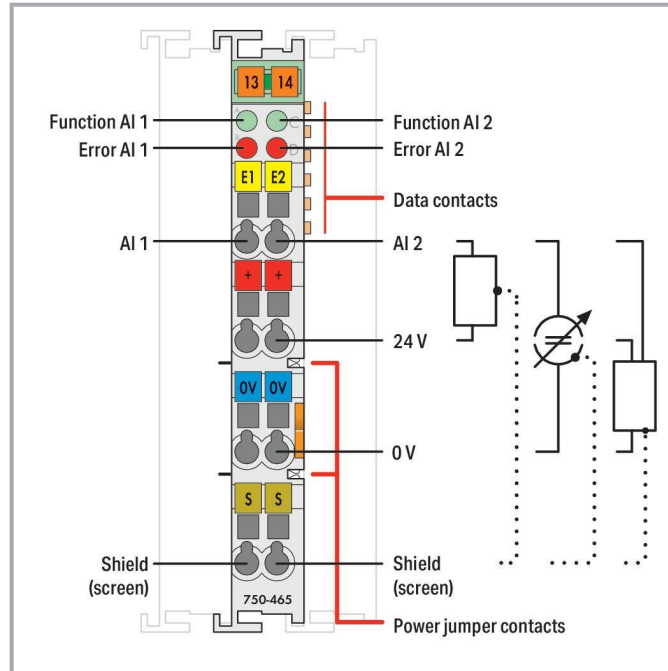 13 14
A C
Function AI 1
Function AI 2
Error AI 1
D
Error AI 2
E1 E2
Data contacts
AI 1
AI 2
+ +
24 V
0V 0V
0 V
S S
Shield
(screen)
Shield
(screen)
750-465
Power jumper contacts